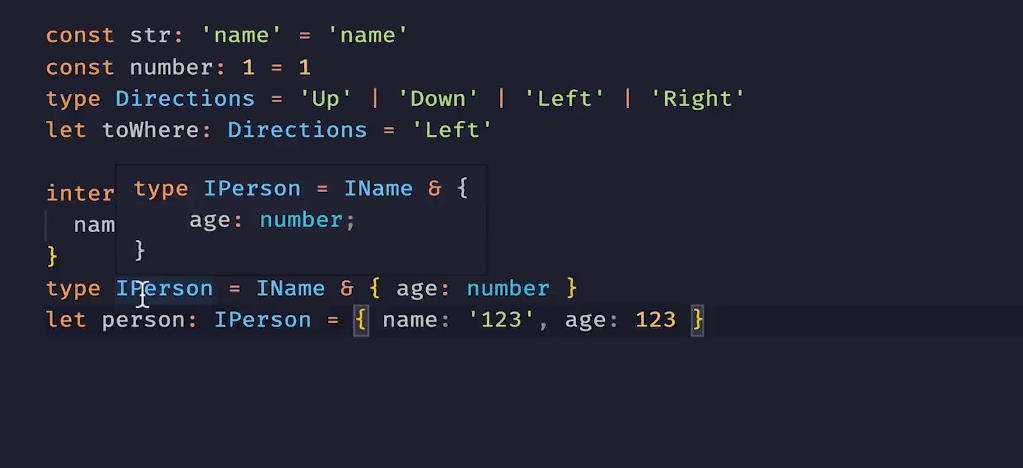 const str: 'name' = 'name'
const number: 1 = 1
type Directions = 'Up' | 'Down' | 'Left' | 'Right'
let toWhere: Directions = 'Left'
inter
type IPerson = IName & {
nam
age: number;
}
}
type IPerson = IName & { age: number }
let person: IPerson = { name: '123', age: 123 }